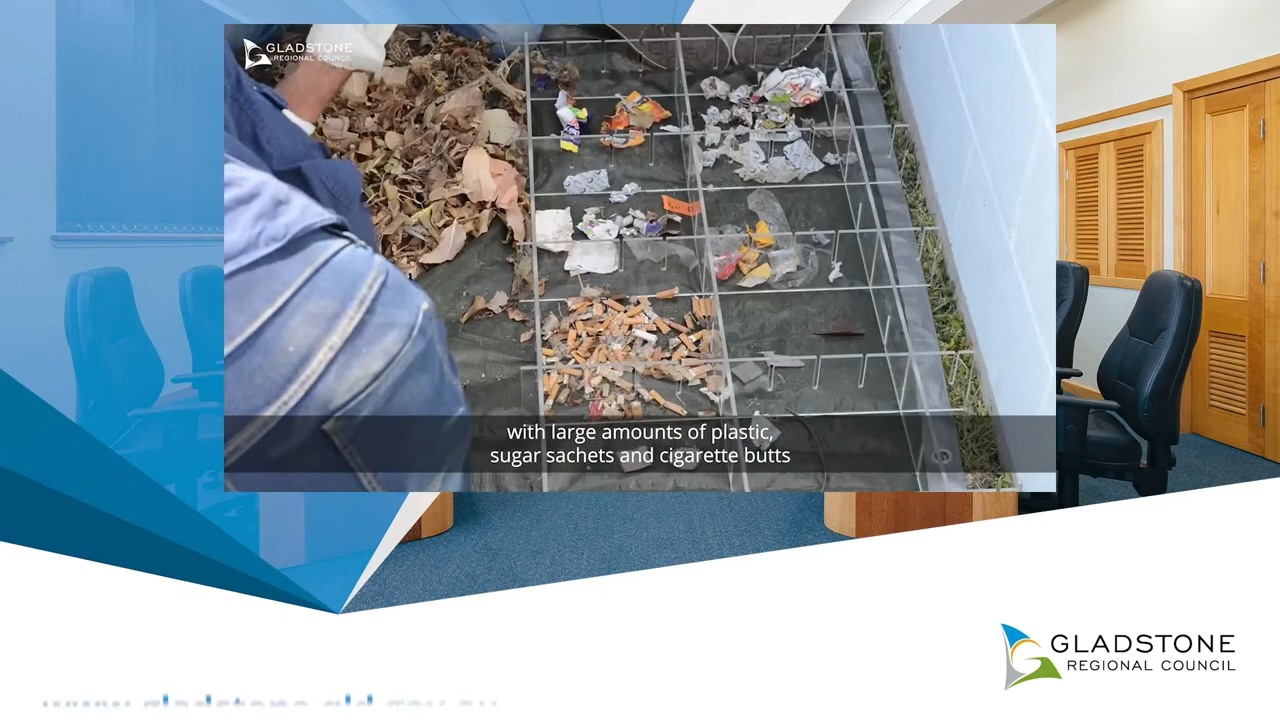 GLADSTONE
REGIONAL COUNCIL
with large amounts of plastic,
sugar sachets and cigarette butts
GLADSTONE
REGIONAL COUNCIL